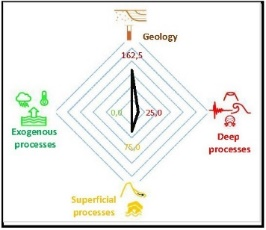 Geology
162,5
0,0
25,0
Exogenous
processes
Deep
processes
75,0
Superficial
processes